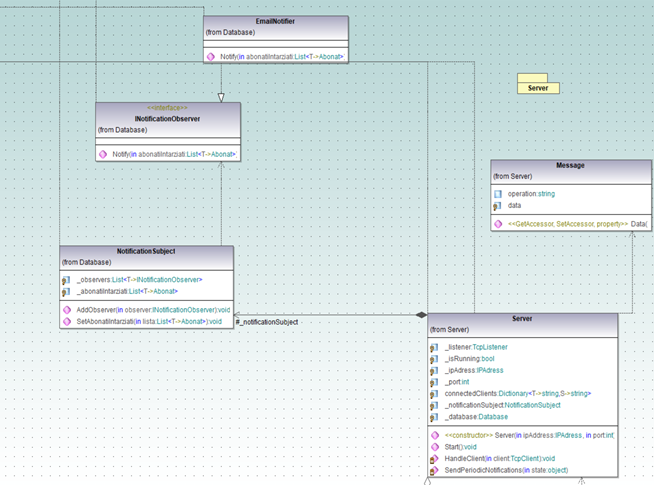 EmailNotifier
(from Database)
Notify(in abonatiIntarziati:List<T->Abonat>
<<interface>>
INotificationObserver
(from Database)
Notify(in abonatiIntarziati:List<T->Abonat>
Server
Message
(from Server)
operation:string
data
<<GetAccessor, SetAccessor, property>> Data(
NotificationSubject
(from Database)
_observers:List<T->INotificationObserver>
_abonatiIntarziati:List<T->Abonat>
AddObserver(in observer:INotificationObserver):void
SetAbonatiIntarziati(in lista:List<T->Abonat>):void
#_notificationSubject
Server
(from Server)
_listener:TcpListener
_isRunning:bool
_ipAdress:IPAdress
_port:int
connectedClients:Dictionary<T->string,S->string>
_notificationSubject:NotificationSubject
_database:Database
<<constructor>> Server(in ipAddress:IPAdress, in port:int
Start():void
HandleClient(in client:TcpClient):void
SendPeriodicNotifications(in state:object)